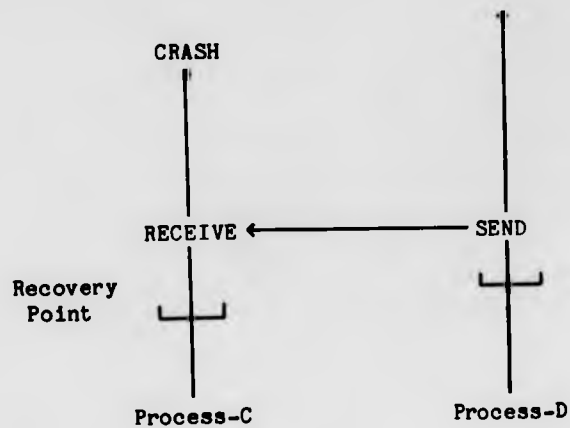 CRASH
RECEIVE
SEND
Recovery
Point
Process-C
Process-D